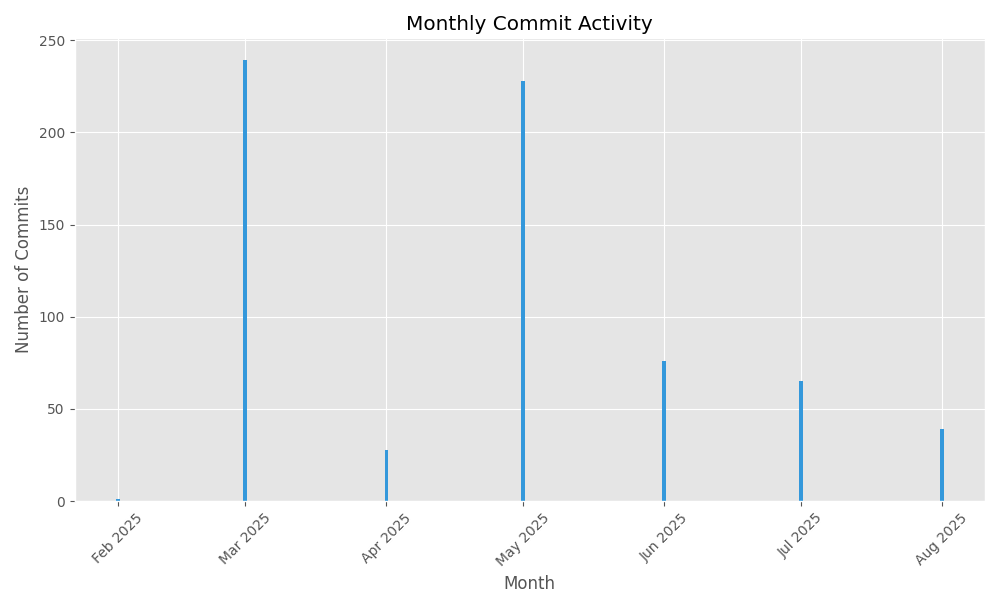 Monthly Commit Activity
250
200
150
100
50
0
Number of Commits
Feb 2025
Mar 2025
Apr 2025
May 2025
Jun 2025
Jul 2025
Aug 2025
Month